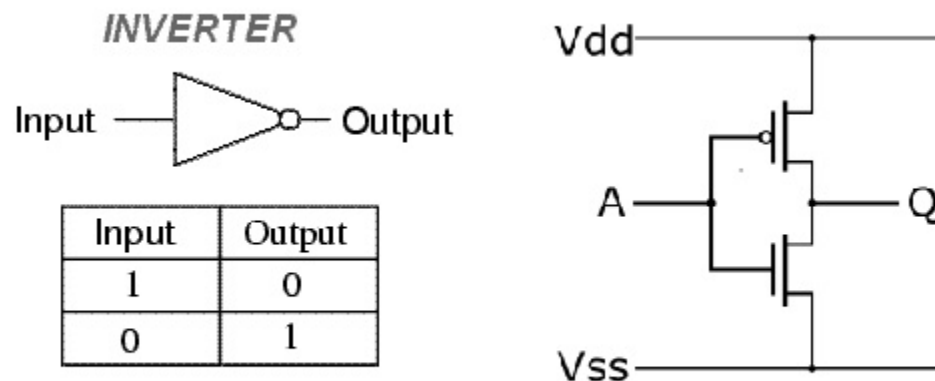 INVERTER
Input
Output
Input Output
1 0
0 1
Vdd
A
Q
Vss